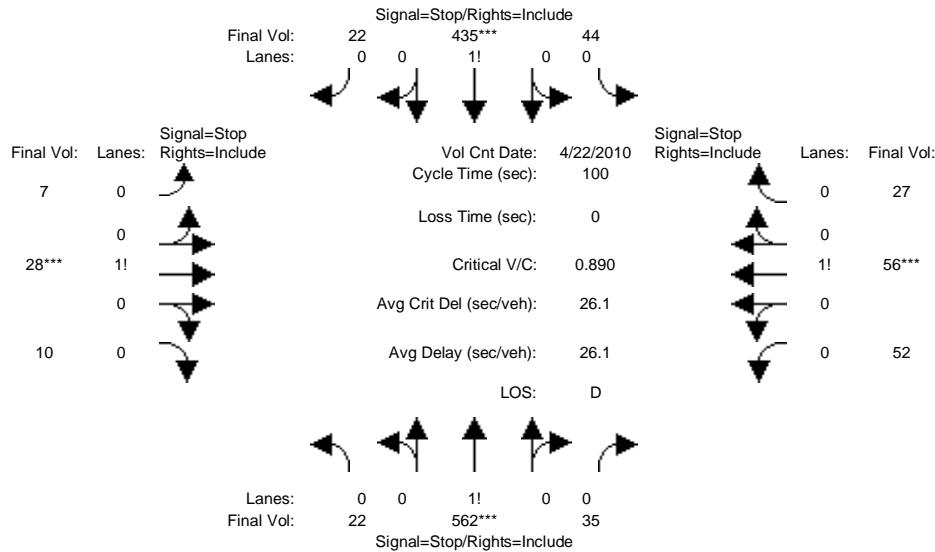 Signal=Stop/Rights=Include
Final Vol: 22 435*** 44
Lanes: 0 0 1! 0 0
Signal=Stop Signal=Stop
Final Vol: Lanes: Rights=Include Vol Cnt Date: 4/22/2010 Rights=Include Lanes: Final Vol:
Cycle Time (sec): 100
7 0 0 27
Loss Time (sec): 0
0 0
28*** 1! Critical V/C: 0.890 1! 56***
0 Avg Crit Del (sec/veh): 26.1 0
10 0 Avg Delay (sec/veh): 26.1 0 52
LOS: D
Lanes: 0 0 1! 0 0
Final Vol: 22 562*** 35
Signal=Stop/Rights=Include